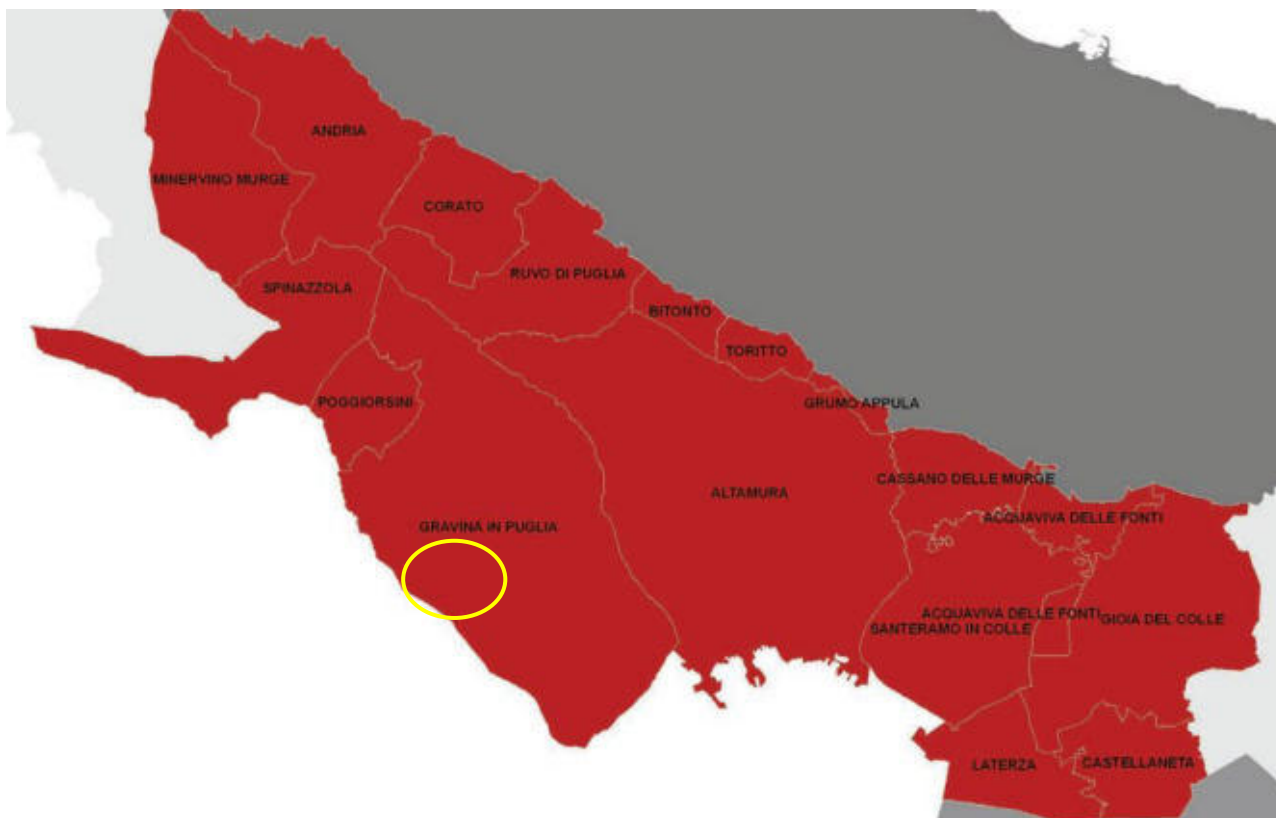 ANDRIA
MINERVINO MURGE
CORATO
RUVO DI PUGLIA
SPINAZZOLA
BITONTO
TORITTO
POGGIORSINI
GRUMO APPULA
CASSANO DELLE MURGE
ALTAMURA
ACQUAVIVA DELLE FONTI
GRAVINA IN PUGLIA
ACQUAVIVA DELLE FONTI
GIOIA DEL COLLE
SANTERAMO IN COLLE
LATERZA
CASTELLANETA